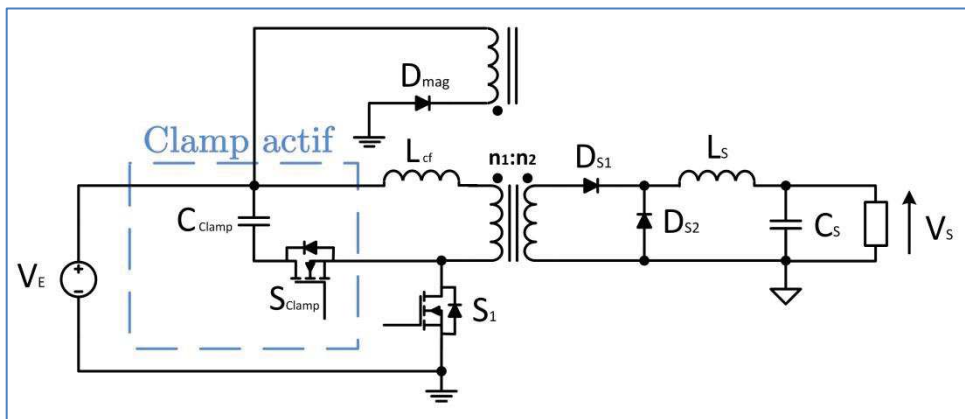 Dmag
Clamp actif
Lcf
n1:n2
DS1
LS
CClamp
DS2
CS
VS
VE
SClamp
S1